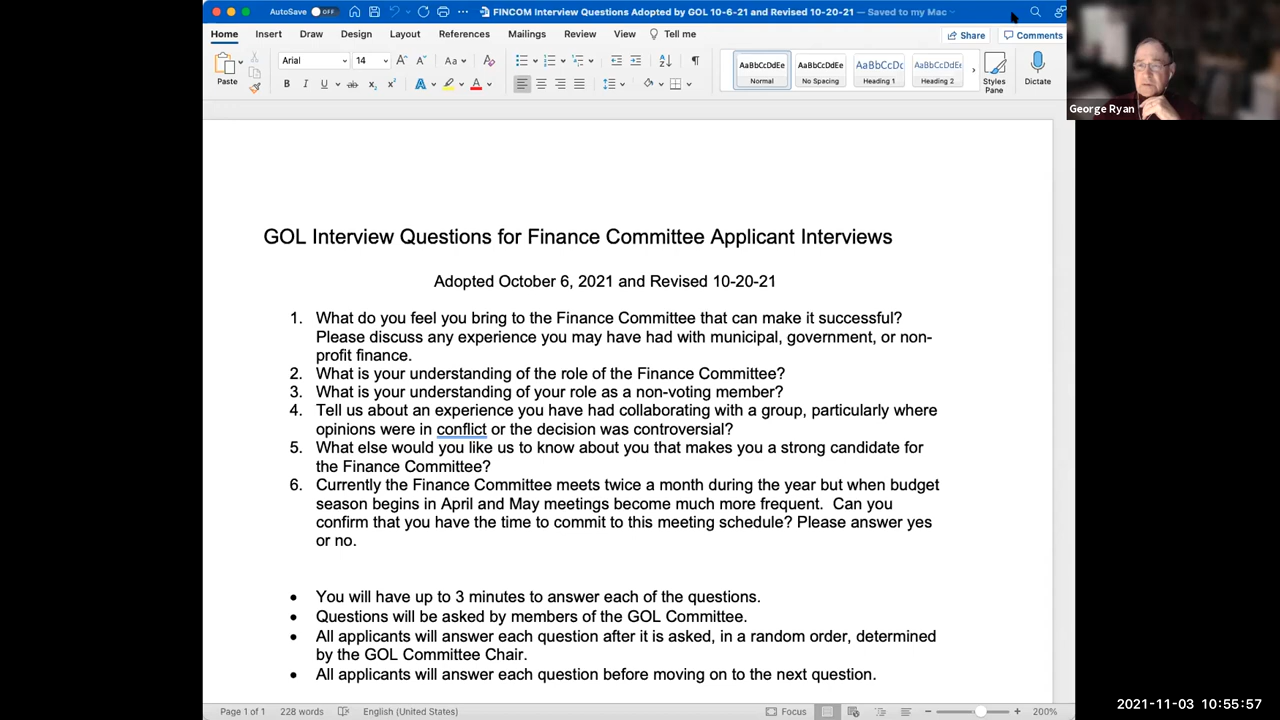 AutoSave OFF
FINCOM Interview Questions Adopted by GOL 10-6-21 and Revised 10-20-21 — Saved to my Mac
Home Insert Draw Design Layout References Mailings Review View Tell me
Share Comments
Paste
Arial 14
Aa
B U ab x₂ x²
A A
AaBbCcDdEe AaBbCcDdEe AaBbCcDc AaBbCcDdEe
Normal No Spacing Heading 1 Heading 2
Styles Pane
Dictate
George Ryan
GOL Interview Questions for Finance Committee Applicant Interviews
Adopted October 6, 2021 and Revised 10-20-21
1. What do you feel you bring to the Finance Committee that can make it successful?
Please discuss any experience you may have had with municipal, government, or non-
profit finance.
2. What is your understanding of the role of the Finance Committee?
3. What is your understanding of your role as a non-voting member?
4. Tell us about an experience you have had collaborating with a group, particularly where
opinions were in conflict or the decision was controversial?
5. What else would you like us to know about you that makes you a strong candidate for
the Finance Committee?
6. Currently the Finance Committee meets twice a month during the year but when budget
season begins in April and May meetings become much more frequent. Can you
confirm that you have the time to commit to this meeting schedule? Please answer yes
or no.
• You will have up to 3 minutes to answer each of the questions.
• Questions will be asked by members of the GOL Committee.
• All applicants will answer each question after it is asked, in a random order, determined
by the GOL Committee Chair.
• All applicants will answer each question before moving on to the next question.
Page 1 of 1 228 words English (United States) Focus 200%
2021-11-03 10:55:57